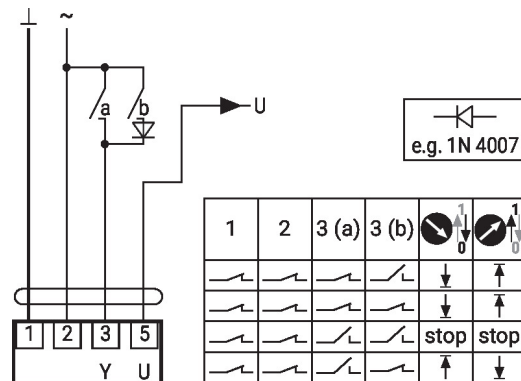 ⊥ ~
a b
U
e.g. 1N 4007
1 2 3 (a) 3 (b) 1 0 1 0
stop stop
1 2 3 5
Y U